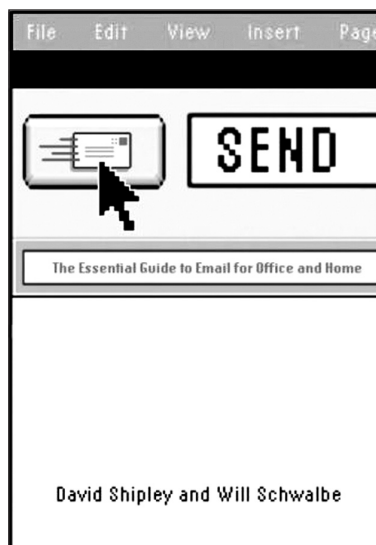 File Edit View Insert Page
SEND
The Essential Guide to Email for Office and Home
David Shipley and Will Schwalbe